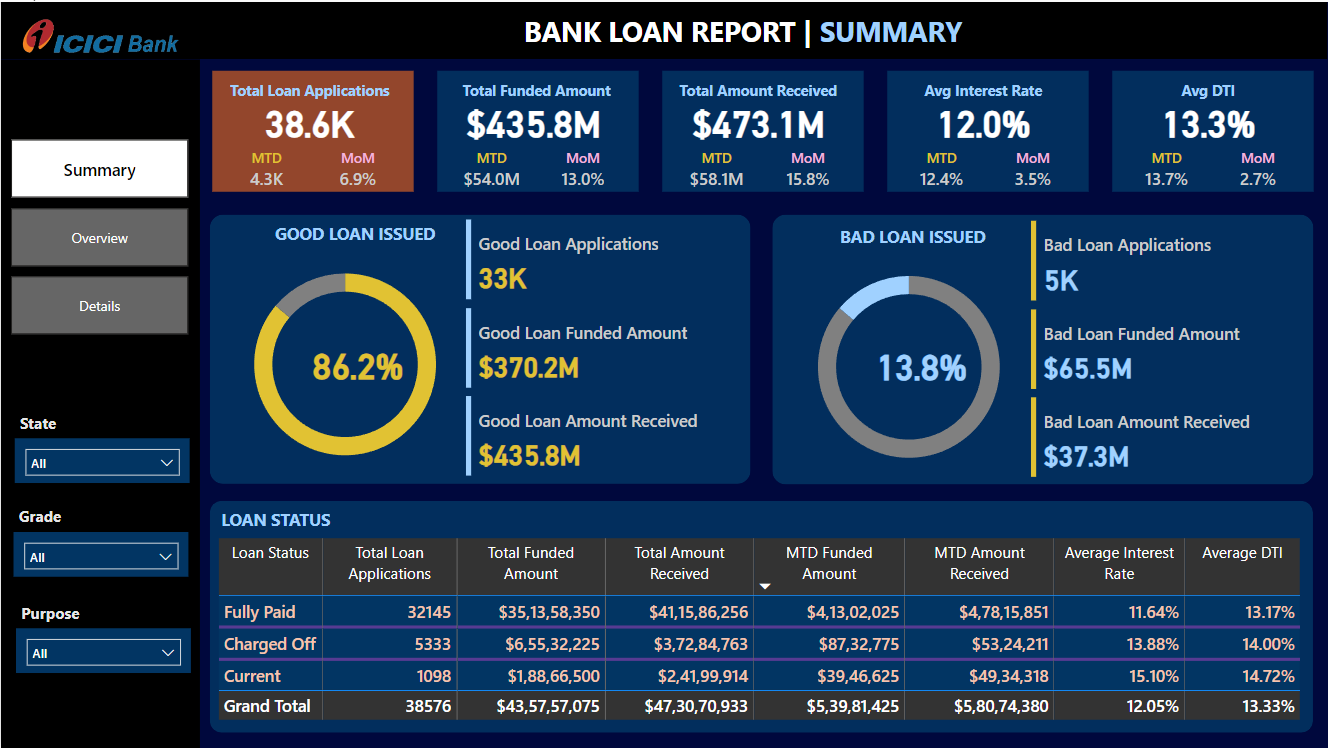 ICICI Bank
BANK LOAN REPORT | SUMMARY
Summary
Overview
Details
State
All
Grade
All
Purpose
All
Total Loan Applications
38.6K
MTD MoM
4.3K 6.9%
Total Funded Amount
$435.8M
MTD MoM
$54.0M 13.0%
Total Amount Received
$473.1M
MTD MoM
$58.1M 15.8%
Avg Interest Rate
12.0%
MTD MoM
12.4% 3.5%
Avg DTI
13.3%
MTD MoM
13.7% 2.7%
GOOD LOAN ISSUED
86.2%
Good Loan Applications
33K
Good Loan Funded Amount
$370.2M
Good Loan Amount Received
$435.8M
BAD LOAN ISSUED
13.8%
Bad Loan Applications
5K
Bad Loan Funded Amount
$65.5M
Bad Loan Amount Received
$37.3M
LOAN STATUS
Loan Status Total Loan Total Funded Total Amount MTD Funded MTD Amount Average Interest Average DTI
Applications Amount Received Amount Received Rate
Fully Paid 32145 $35,13,58,350 $41,15,86,256 $4,13,02,025 $4,78,15,851 11.64% 13.17%
Charged Off 5333 $6,55,32,225 $3,72,84,763 $87,32,775 $53,24,211 13.88% 14.00%
Current 1098 $1,88,66,500 $2,41,99,914 $39,46,625 $49,34,318 15.10% 14.72%
Grand Total 38576 $43,57,57,075 $47,30,70,933 $5,39,81,425 $5,80,74,380 12.05% 13.33%